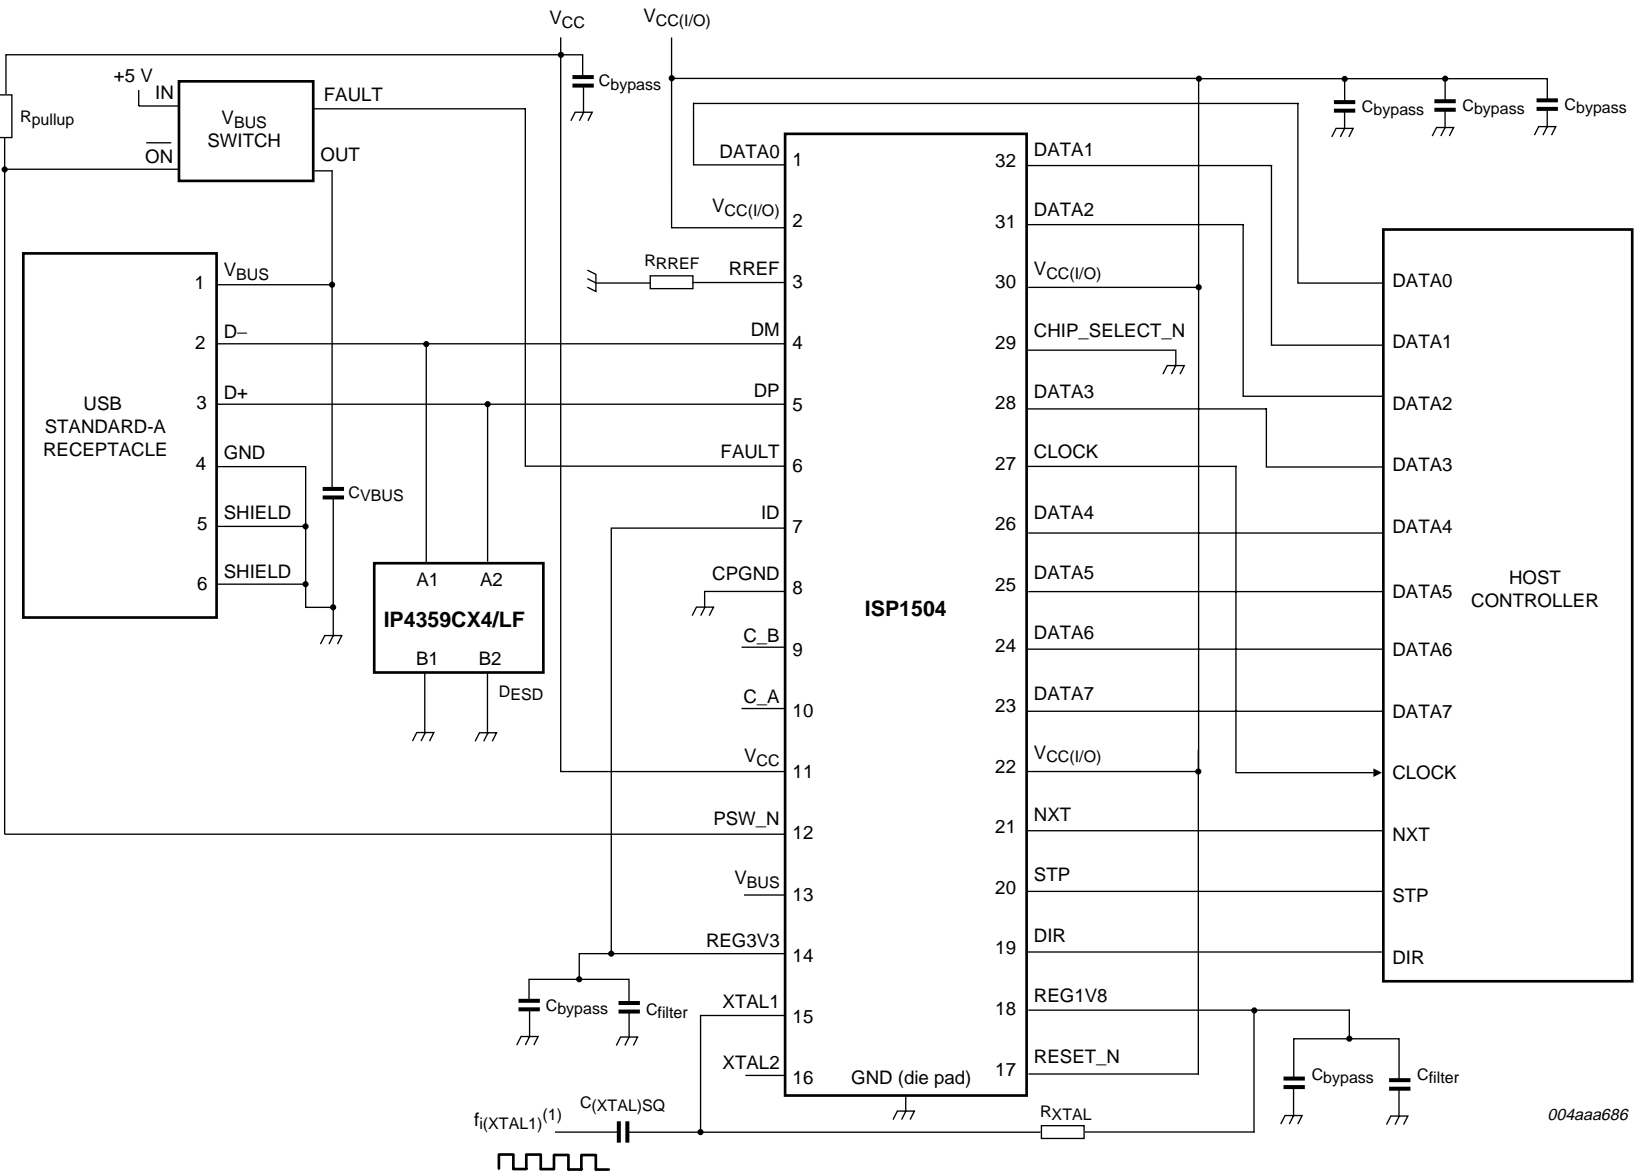 VCC
VCC(I/O)
+5 V
IN
FAULT
Cbypass
Rpullup
VBUS
SWITCH
ON
OUT
Cbypass
Cbypass
Cbypass
USB
STANDARD-A
RECEPTACLE
1
VBUS
2
D−
3
D+
4
GND
5
SHIELD
6
SHIELD
CVBUS
A1
A2
IP4359CX4/LF
B1
B2
DESD
ISP1504
GND (die pad)
DATA0
1
VCC(I/O)
2
RRREF
RREF
3
DM
4
DP
5
FAULT
6
ID
7
CPGND
8
C_B
9
C_A
10
VCC
11
PSW_N
12
VBUS
13
REG3V3
14
Cbypass
Cfilter
XTAL1
15
XTAL2
16
fi(XTAL1)(1)
C(XTAL)SQ
RXTAL
32
DATA1
31
DATA2
30
VCC(I/O)
29
CHIP_SELECT_N
28
DATA3
27
CLOCK
26
DATA4
25
DATA5
24
DATA6
23
DATA7
22
VCC(I/O)
21
NXT
20
STP
19
DIR
18
REG1V8
17
RESET_N
Cbypass
Cfilter
HOST
CONTROLLER
DATA0
DATA1
DATA2
DATA3
DATA4
DATA5
DATA6
DATA7
CLOCK
NXT
STP
DIR
004aaa686